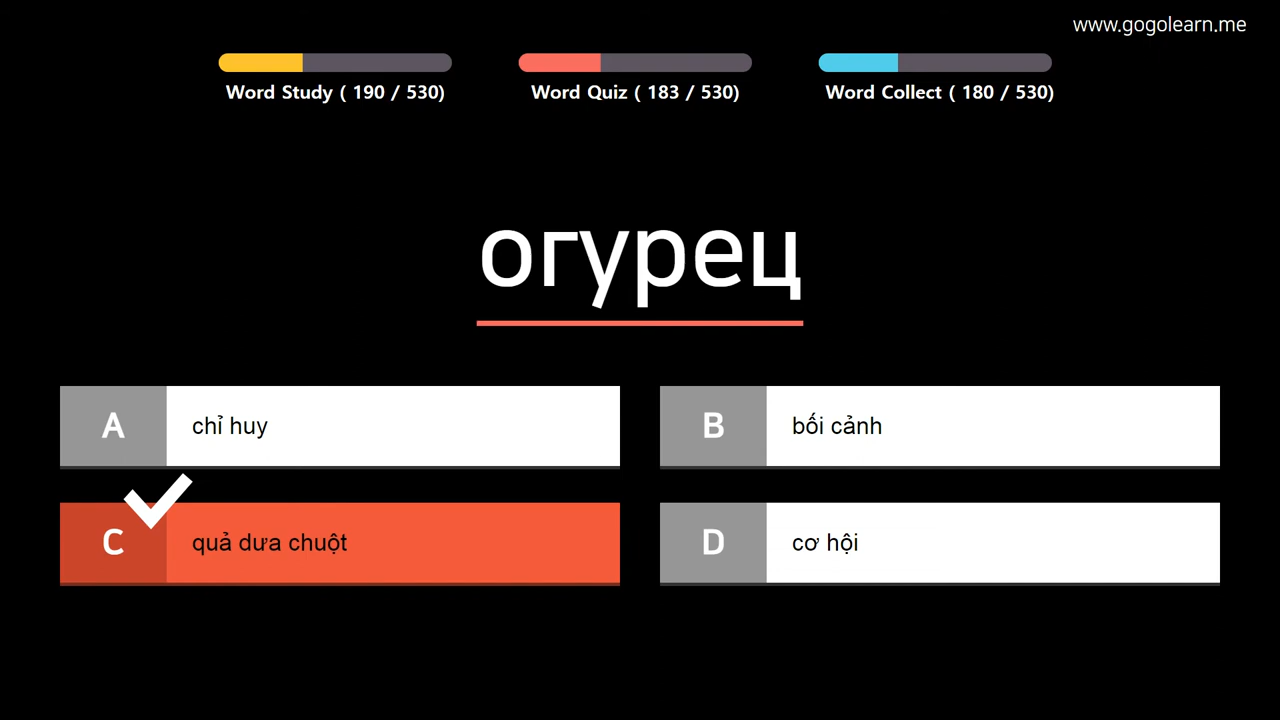 www.gogolearn.me
Word Study ( 190 / 530)
Word Quiz ( 183 / 530)
Word Collect ( 180 / 530)
огурец
A chỉ huy
B bối cảnh
C quả dưa chuột
D cơ hội